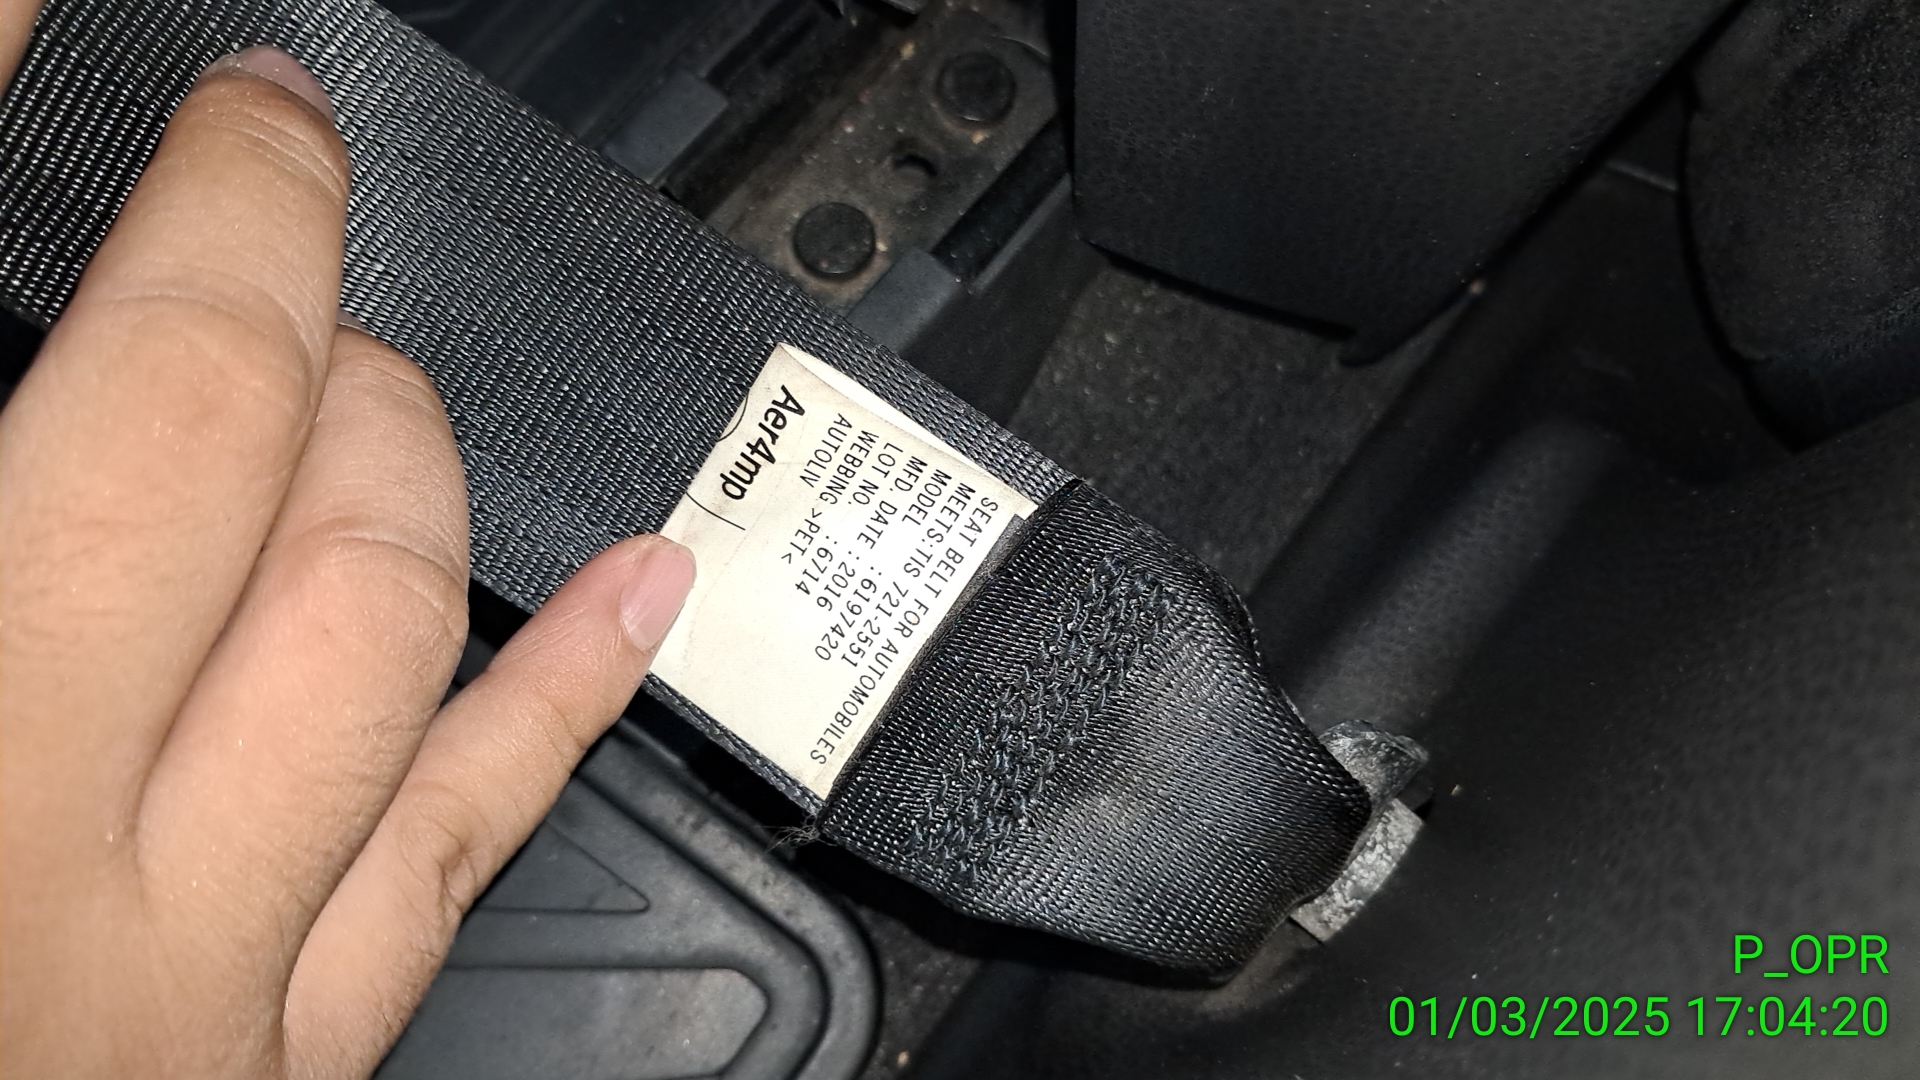 SEAT BELT FOR AUTOMOBILES
MEETS:TIS 721-2551
MODEL : 6197420
MFD. DATE : 2016
LOT NO. : 6714
WEBBING >PET<
AUTOLIV
Aer4mp
P_OPR
01/03/2025 17:04:20